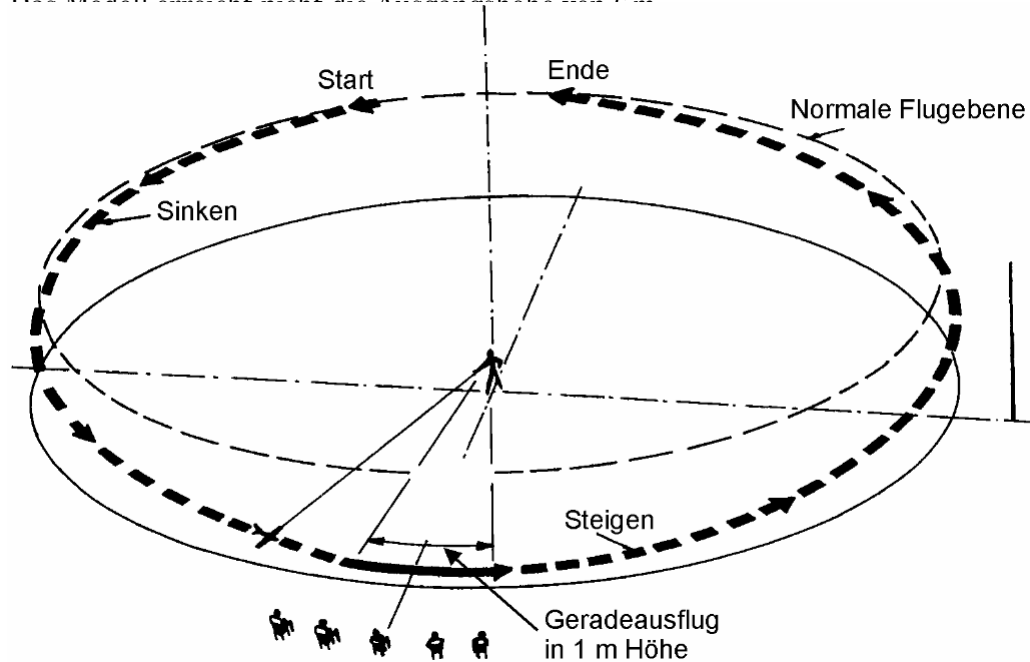 Start
Ende
Normale Flugebene
Sinken
Steigen
Geradeausflug
in 1 m Höhe